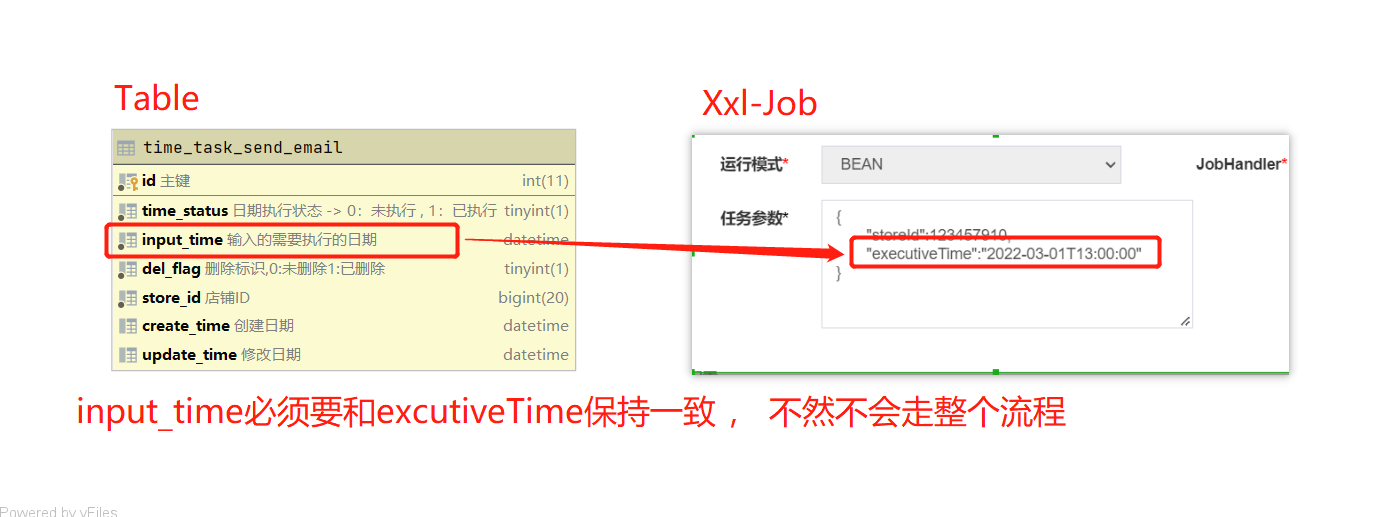 Table
time_task_send_email
id 主键 int(11)
time_status 日期执行状态 -> 0：未执行 , 1：已执行 tinyint(1)
input_time 输入的需要执行的日期 datetime
del_flag 删除标识,0:未删除1:已删除 tinyint(1)
store_id 店铺ID bigint(20)
create_time 创建日期 datetime
update_time 修改日期 datetime
Xxl-Job
运行模式* BEAN JobHandler*
任务参数* {
"storeId":123457910,
"executiveTime":"2022-03-01T13:00:00"
}
input_time必须要和excutiveTime保持一致， 不然不会走整个流程
Powered by yFiles